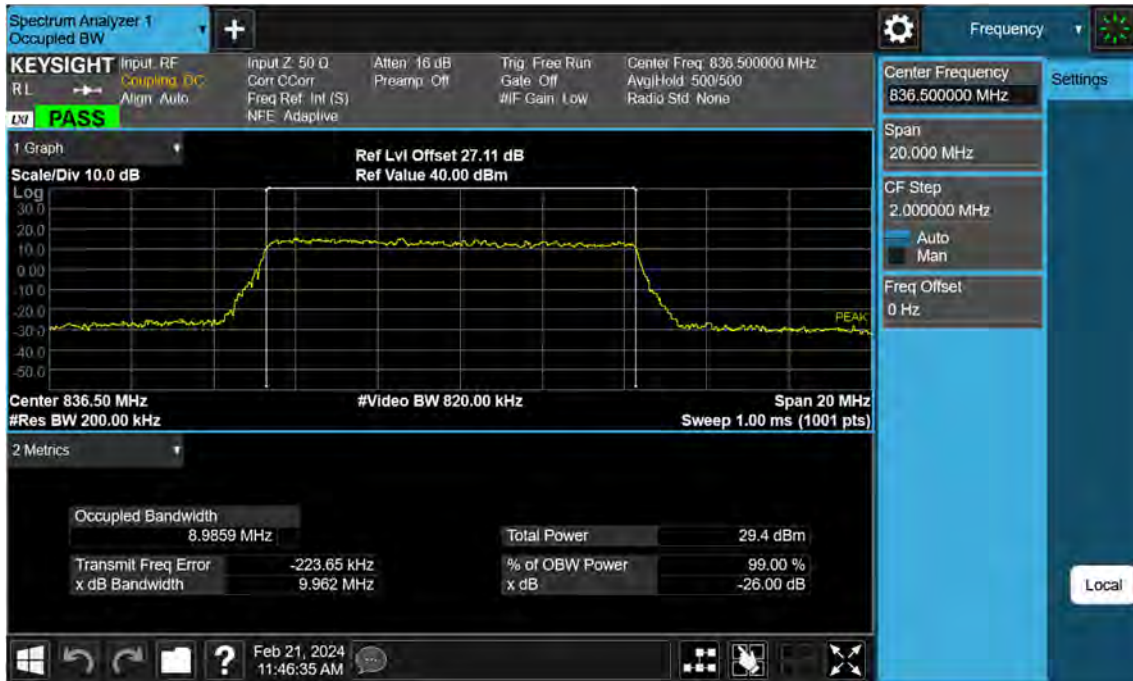 Spectrum Analyzer 1
Occupied BW
Frequency
KEYSIGHT
RL
LXI
PASS
Input: RF
Coupling: DC
Align: Auto
Input Z: 50 Ω
Corr CCorr
Freq Ref: Int (S)
NFE: Adaptive
Atten: 16 dB
Preamp: Off
Trig: Free Run
Gate: Off
#IF Gain: Low
Center Freq: 836.500000 MHz
Avg|Hold: 500/500
Radio Std: None
1 Graph
Scale/Div 10.0 dB
Ref Lvl Offset 27.11 dB
Ref Value 40.00 dBm
Log
30.0
20.0
10.0
0.00
-10.0
-20.0
-30.0
-40.0
-50.0
PEAK
Center 836.50 MHz
#Video BW 820.00 kHz
Span 20 MHz
#Res BW 200.00 kHz
Sweep 1.00 ms (1001 pts)
2 Metrics
Occupied Bandwidth
8.9859 MHz
Transmit Freq Error -223.65 kHz
x dB Bandwidth 9.962 MHz
Total Power 29.4 dBm
% of OBW Power 99.00 %
x dB -26.00 dB
Center Frequency
836.500000 MHz
Span
20.000 MHz
CF Step
2.000000 MHz
Auto
Man
Freq Offset
0 Hz
Settings
Local
?
Feb 21, 2024
11:46:35 AM